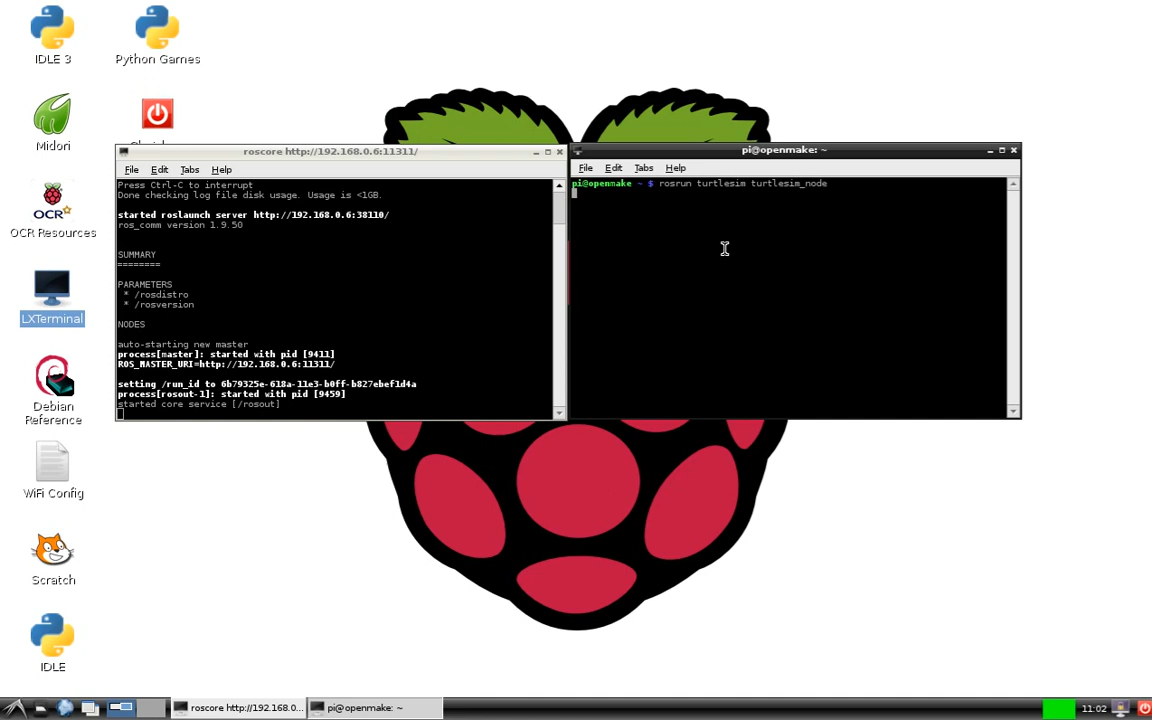 IDLE 3
Python Games
Midori
OCR Resources
LXTerminal
Debian
Reference
WiFi Config
Scratch
IDLE
roscore http://192.168.0.6:11311/
File Edit Tabs Help
Press Ctrl-C to interrupt
Done checking log file disk usage. Usage is <1GB.
started roslaunch server http://192.168.0.6:38110/
ros_comm version 1.9.50
SUMMARY
========
PARAMETERS
* /rosdistro
* /rosversion
NODES
auto-starting new master
process[master]: started with pid [9411]
ROS_MASTER_URI=http://192.168.0.6:11311/
setting /run_id to 6b79325e-618a-11e3-b0ff-b827ebef1d4a
process[rosout-1]: started with pid [9459]
started core service [/rosout]
pi@openmake: ~
File Edit Tabs Help
pi@openmake ~ $ rosrun turtlesim turtlesim_node
roscore http://192.168.0...
pi@openmake: ~
11:02